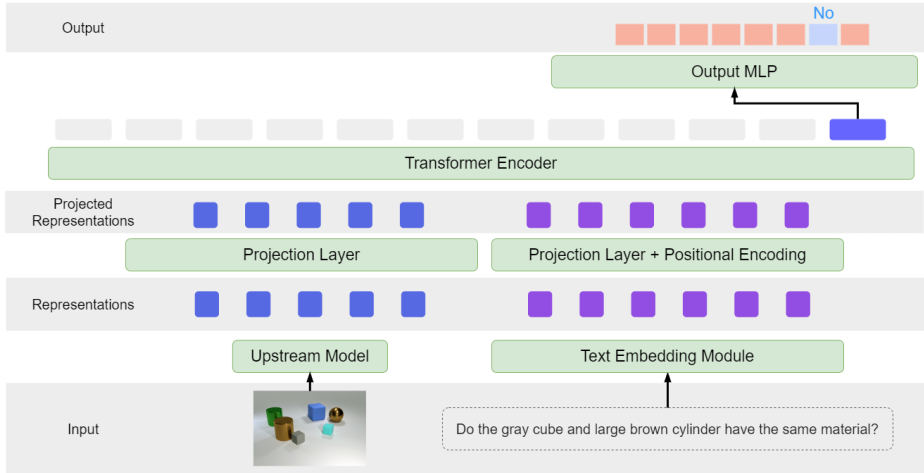 Output
No
Output MLP
Transformer Encoder
Projected
Representations
Projection Layer
Projection Layer + Positional Encoding
Representations
Upstream Model
Text Embedding Module
Input
Do the gray cube and large brown cylinder have the same material?